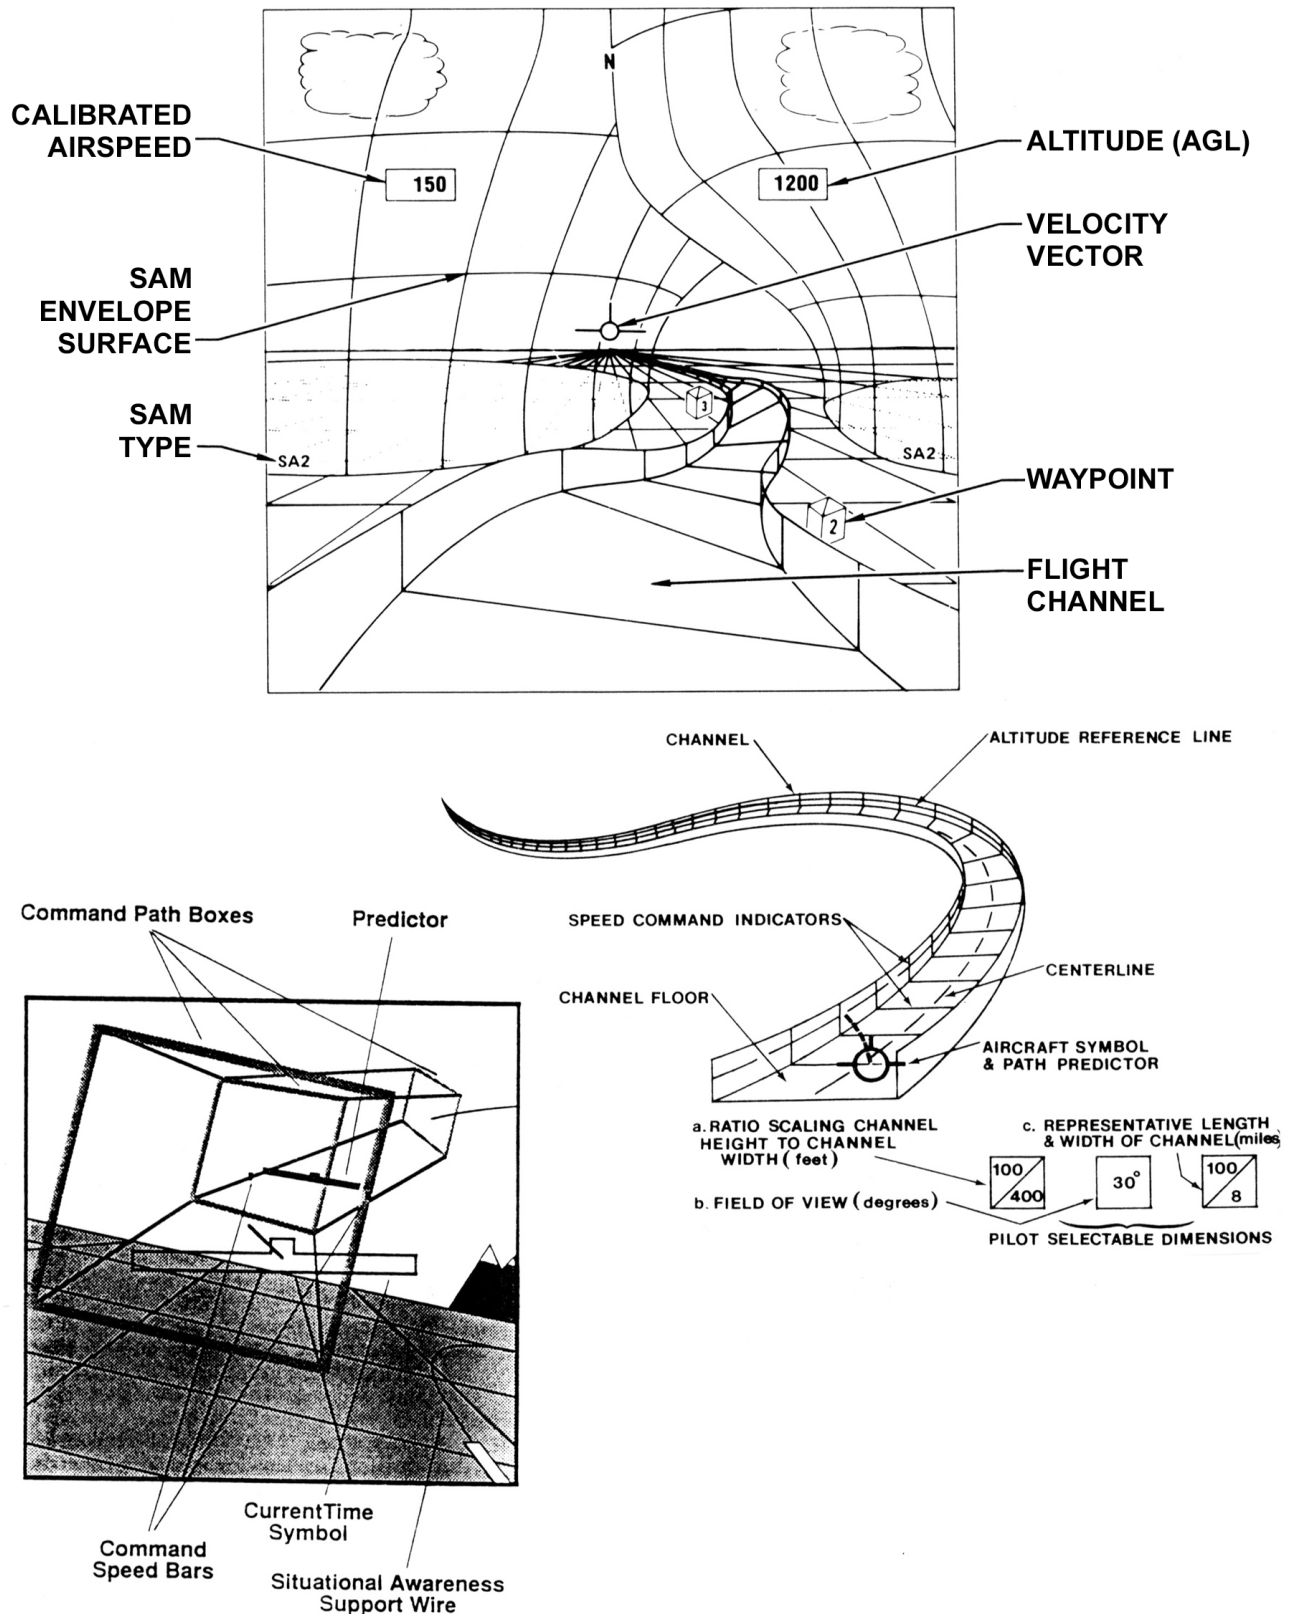 N
CALIBRATED
AIRSPEED
150
1200
ALTITUDE (AGL)
VELOCITY
VECTOR
SAM
ENVELOPE
SURFACE
SAM
TYPE
SA2
3
SA2
WAYPOINT
2
FLIGHT
CHANNEL
CHANNEL
ALTITUDE REFERENCE LINE
SPEED COMMAND INDICATORS
CENTERLINE
CHANNEL FLOOR
AIRCRAFT SYMBOL
& PATH PREDICTOR
a. RATIO SCALING CHANNEL
HEIGHT TO CHANNEL
WIDTH (feet)
c. REPRESENTATIVE LENGTH
& WIDTH OF CHANNEL (miles)
100
400
30°
100
8
b. FIELD OF VIEW (degrees)
PILOT SELECTABLE DIMENSIONS
Command Path Boxes
Predictor
CurrentTime
Symbol
Command
Speed Bars
Situational Awareness
Support Wire